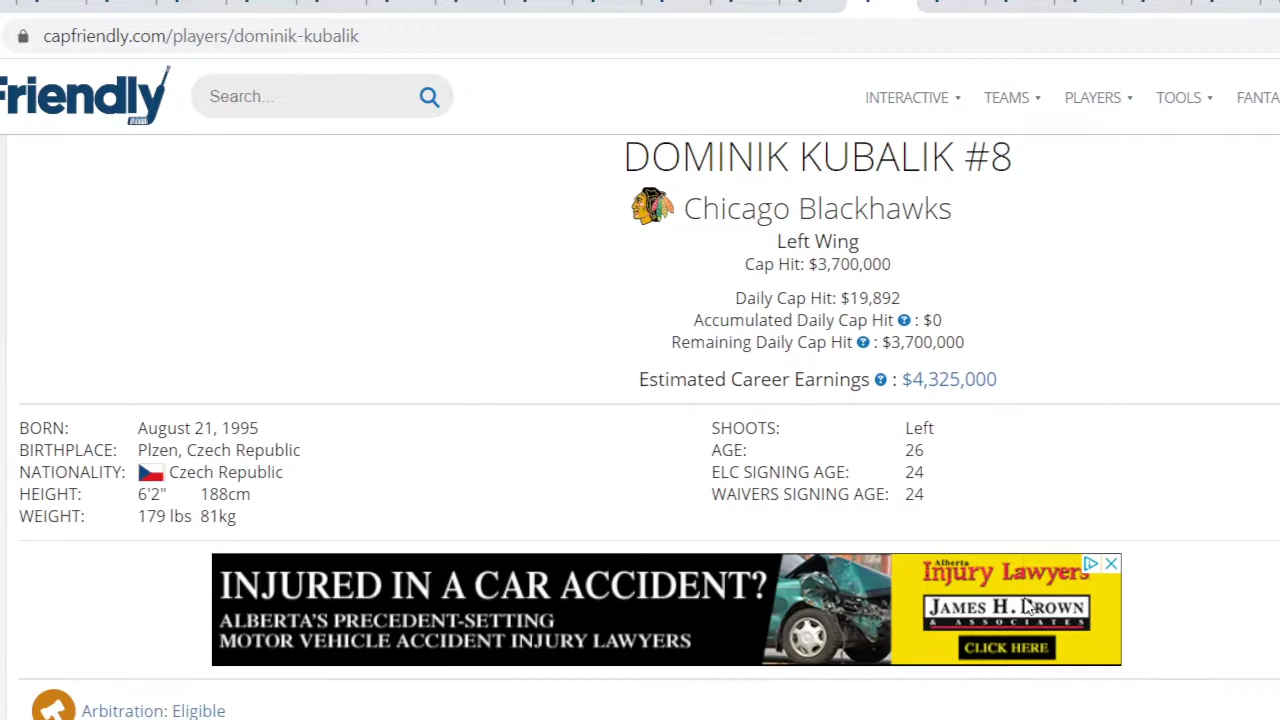 capfriendly.com/players/dominik-kubalik
Friendly
Search...
INTERACTIVE TEAMS PLAYERS TOOLS FANTA
DOMINIK KUBALIK #8
Chicago Blackhawks
Left Wing
Cap Hit: $3,700,000
Daily Cap Hit: $19,892
Accumulated Daily Cap Hit ? : $0
Remaining Daily Cap Hit ? : $3,700,000
Estimated Career Earnings ? : $4,325,000
BORN: August 21, 1995 SHOOTS: Left
BIRTHPLACE: Plzen, Czech Republic AGE: 26
NATIONALITY: Czech Republic ELC SIGNING AGE: 24
HEIGHT: 6'2" 188cm WAIVERS SIGNING AGE: 24
WEIGHT: 179 lbs 81kg
INJURED IN A CAR ACCIDENT?
ALBERTA'S PRECEDENT-SETTING
MOTOR VEHICLE ACCIDENT INJURY LAWYERS
Alberta
Injury Lawyers
JAMES H. BROWN
& ASSOCIATES
CLICK HERE
Arbitration: Eligible